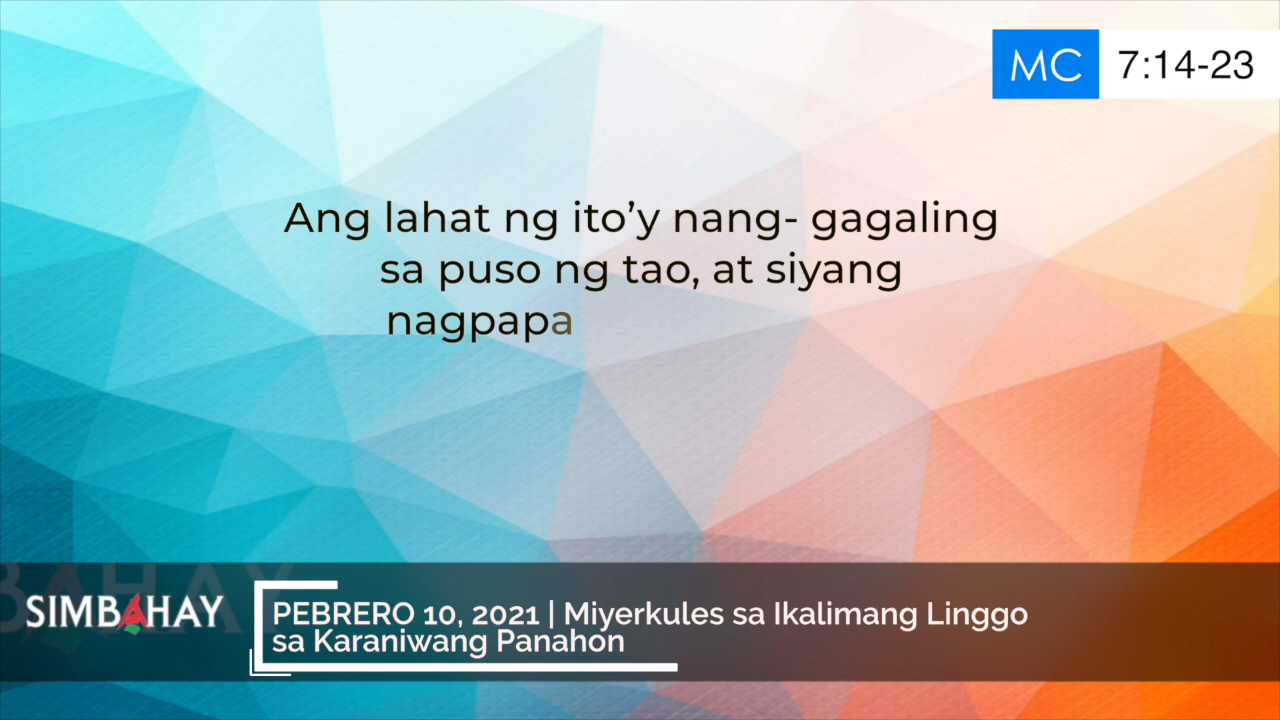 MC 7:14-23
Ang lahat ng ito’y nang- gagaling
sa puso ng tao, at siyang
nagpapa
SIMBAHAY
PEBRERO 10, 2021 | Miyerkules sa Ikalimang Linggo
sa Karaniwang Panahon